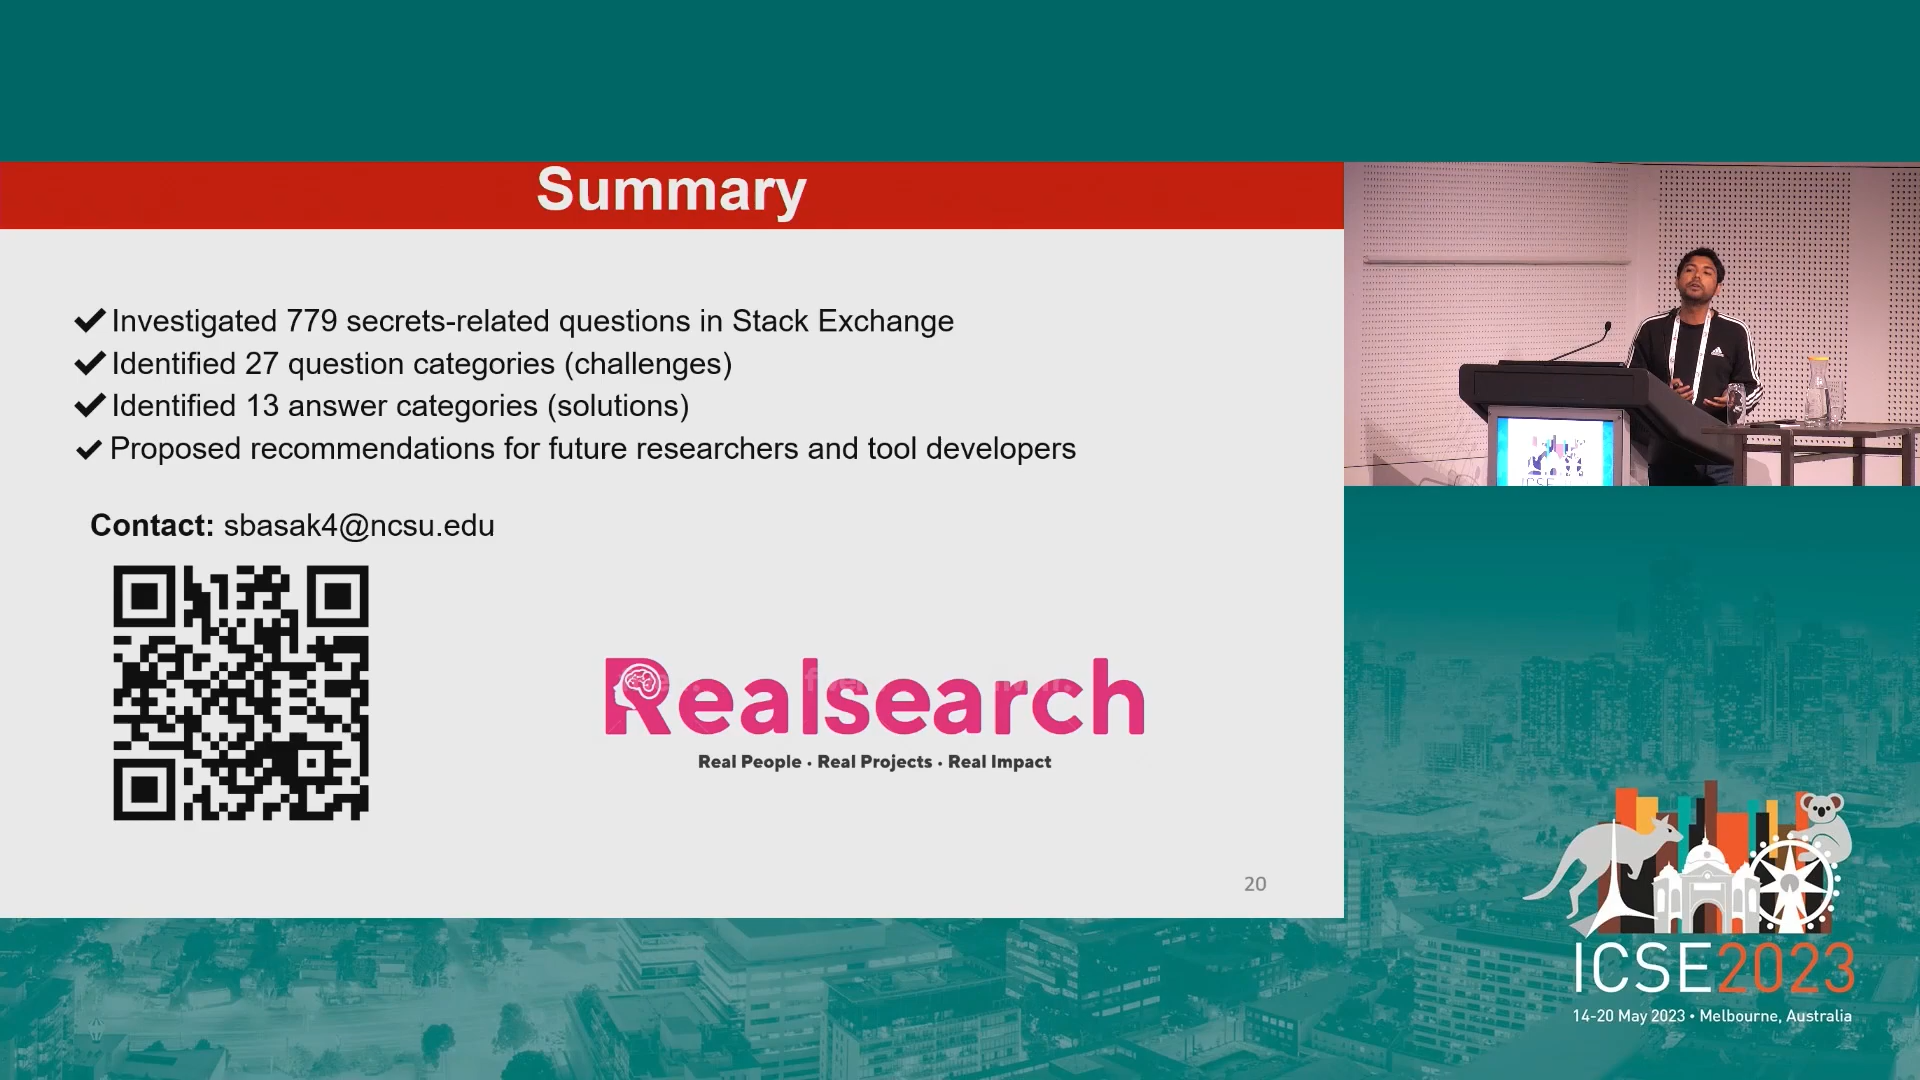 Summary
Investigated 779 secrets-related questions in Stack Exchange
Identified 27 question categories (challenges)
Identified 13 answer categories (solutions)
Proposed recommendations for future researchers and tool developers
Contact: sbasak4@ncsu.edu
Realsearch
Real People · Real Projects · Real Impact
20
ICSE
ICSE2023
14-20 May 2023 • Melbourne, Australia